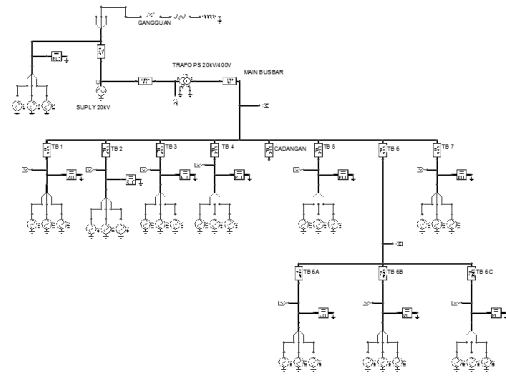 GANGGUAN
TRAFO PS 20kV/400V
MAIN BUSBAR
SUPLY 20kV
TB 1
TB 2
TB 3
TB 4
CADANGAN
TB 5
TB 6
TB 7
TB 6A
TB 6B
TB 6C